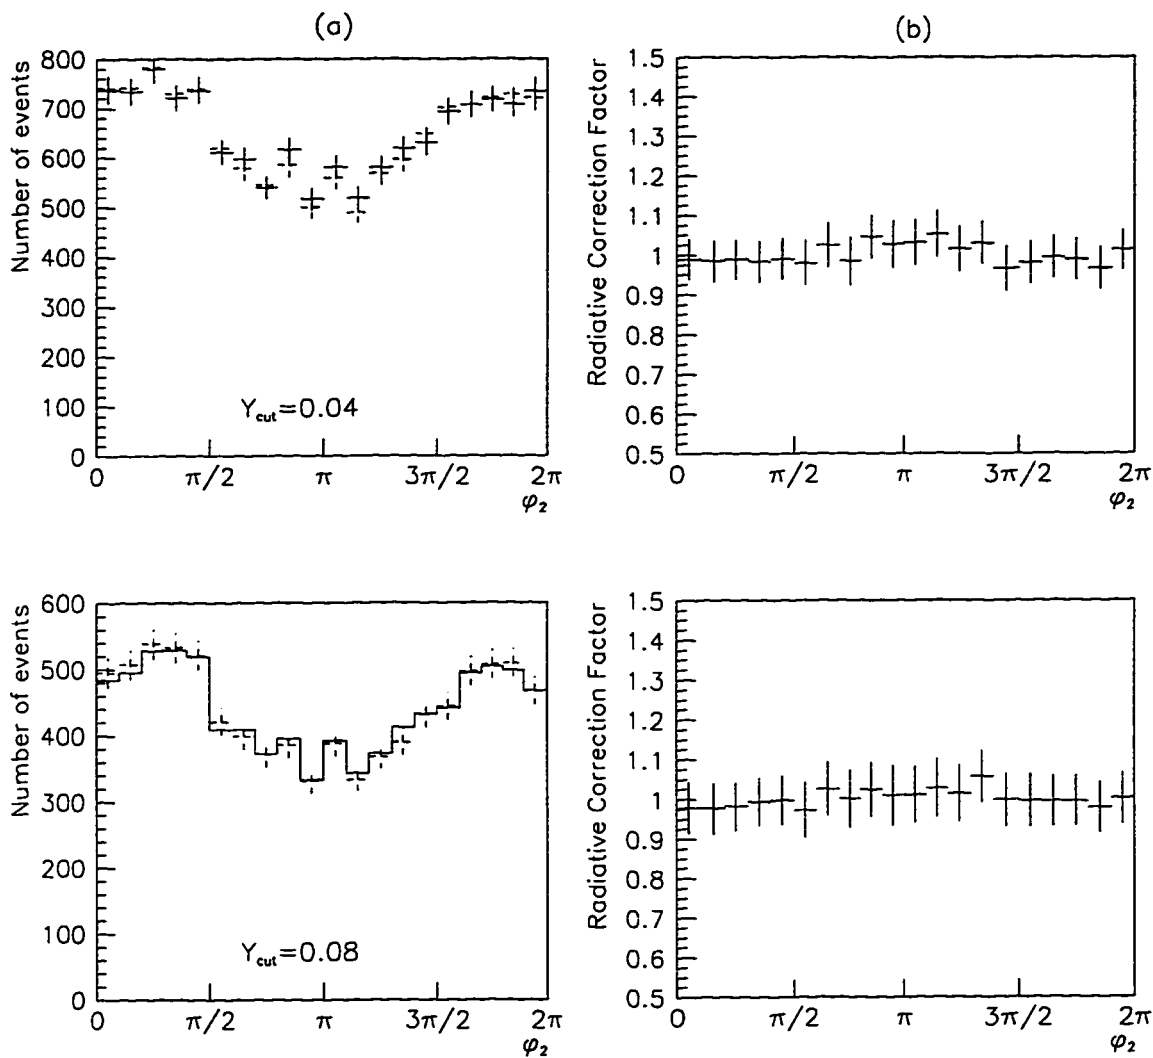 (a)
Number of events
800
700
600
500
400
300
200
100
0
Y_cut=0.04
0 π/2 π 3π/2 2π
φ₂
(b)
Radiative Correction Factor
1.5
1.4
1.3
1.2
1.1
1
0.9
0.8
0.7
0.6
0.5
0 π/2 π 3π/2 2π
φ₂
Number of events
600
500
400
300
200
100
0
Y_cut=0.08
0 π/2 π 3π/2 2π
φ₂
Radiative Correction Factor
1.5
1.4
1.3
1.2
1.1
1
0.9
0.8
0.7
0.6
0.5
0 π/2 π 3π/2 2π
φ₂